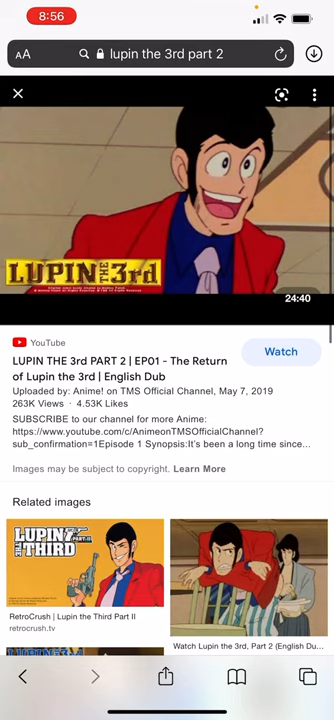 8:56
AA lupin the 3rd part 2
LUPIN THE 3rd
24:40
YouTube
LUPIN THE 3rd PART 2 | EP01 - The Return
of Lupin the 3rd | English Dub
Watch
Uploaded by: Anime! on TMS Official Channel, May 7, 2019
263K Views · 4.53K Likes
SUBSCRIBE to our channel for more Anime:
https://www.youtube.com/c/AnimeonTMSOfficialChannel?
sub_confirmation=1Episode 1 Synopsis:It's been a long time since...
Images may be subject to copyright. Learn More
Related images
LUPIN THE THIRD PART II
RetroCrush | Lupin the Third Part II
retrocrush.tv
Watch Lupin the 3rd, Part 2 (English Du...